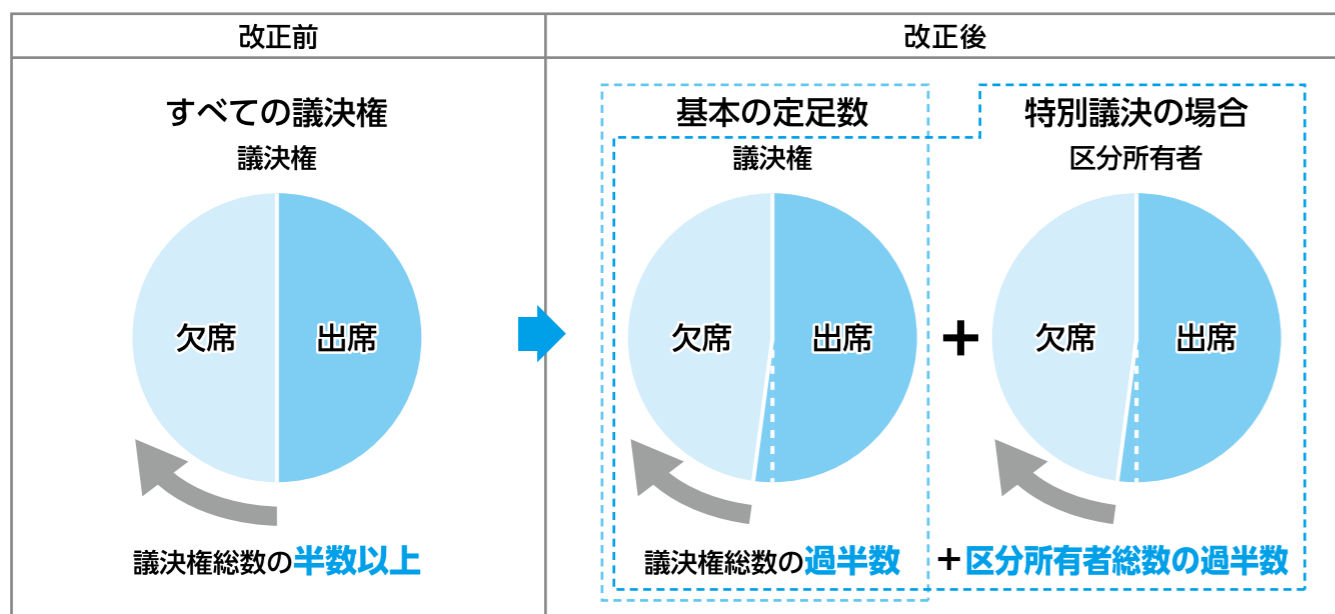 改正前
改正後
すべての議決権
議決権
欠席
出席
議決権総数の半数以上
基本の定足数
議決権
欠席
出席
議決権総数の過半数
+
特別議決の場合
区分所有者
欠席
出席
+区分所有者総数の過半数